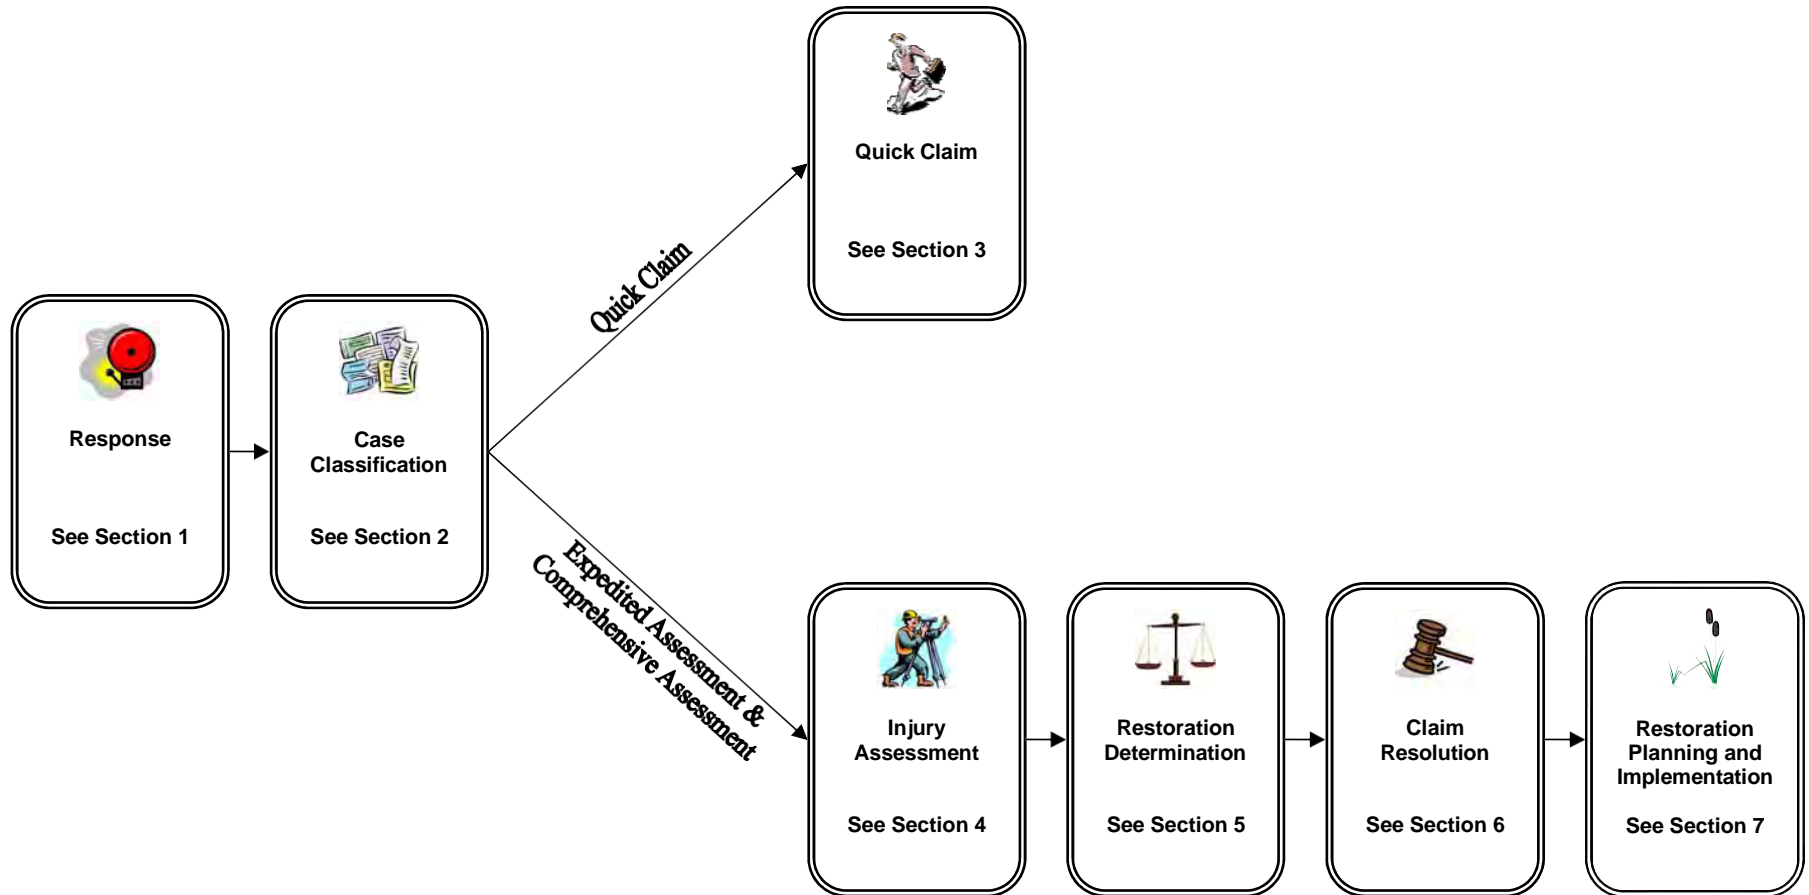 Quick Claim
See Section 3
Quick Claim
Response
See Section 1
Case
Classification
See Section 2
Expedited Assessment &
Comprehensive Assessment
Injury
Assessment
See Section 4
Restoration
Determination
See Section 5
Claim
Resolution
See Section 6
Restoration
Planning and
Implementation
See Section 7